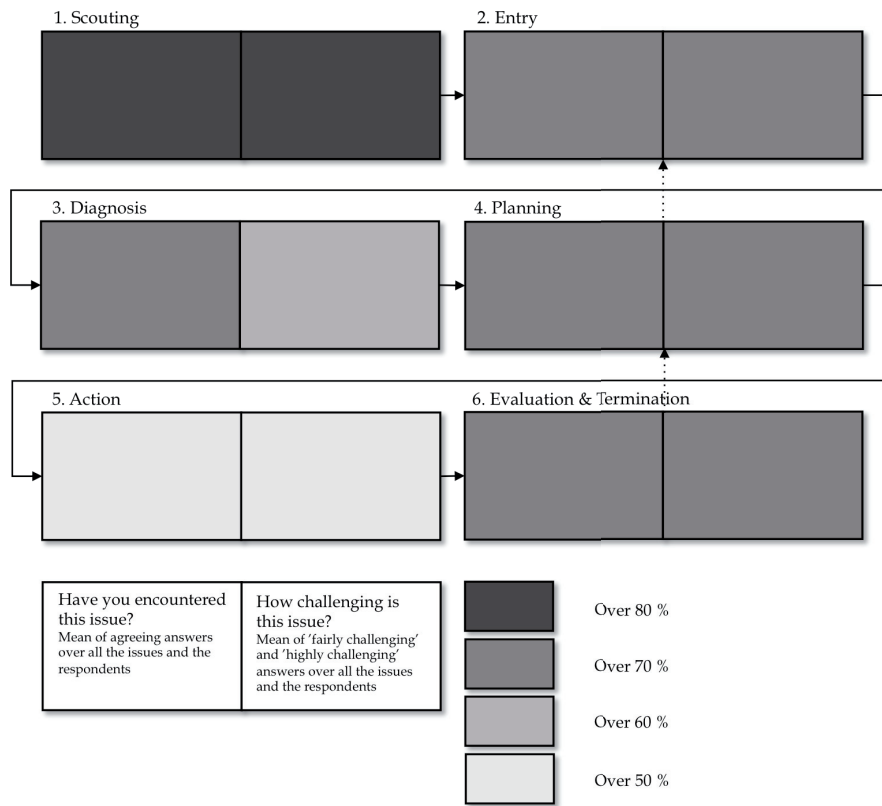 1. Scouting
2. Entry
3. Diagnosis
4. Planning
5. Action
6. Evaluation & Termination
Have you encountered
this issue?
Mean of agreeing answers
over all the issues and the
respondents
How challenging is
this issue?
Mean of ’fairly challenging’
and ’highly challenging’
answers over all the issues
and the respondents
Over 80 %
Over 70 %
Over 60 %
Over 50 %